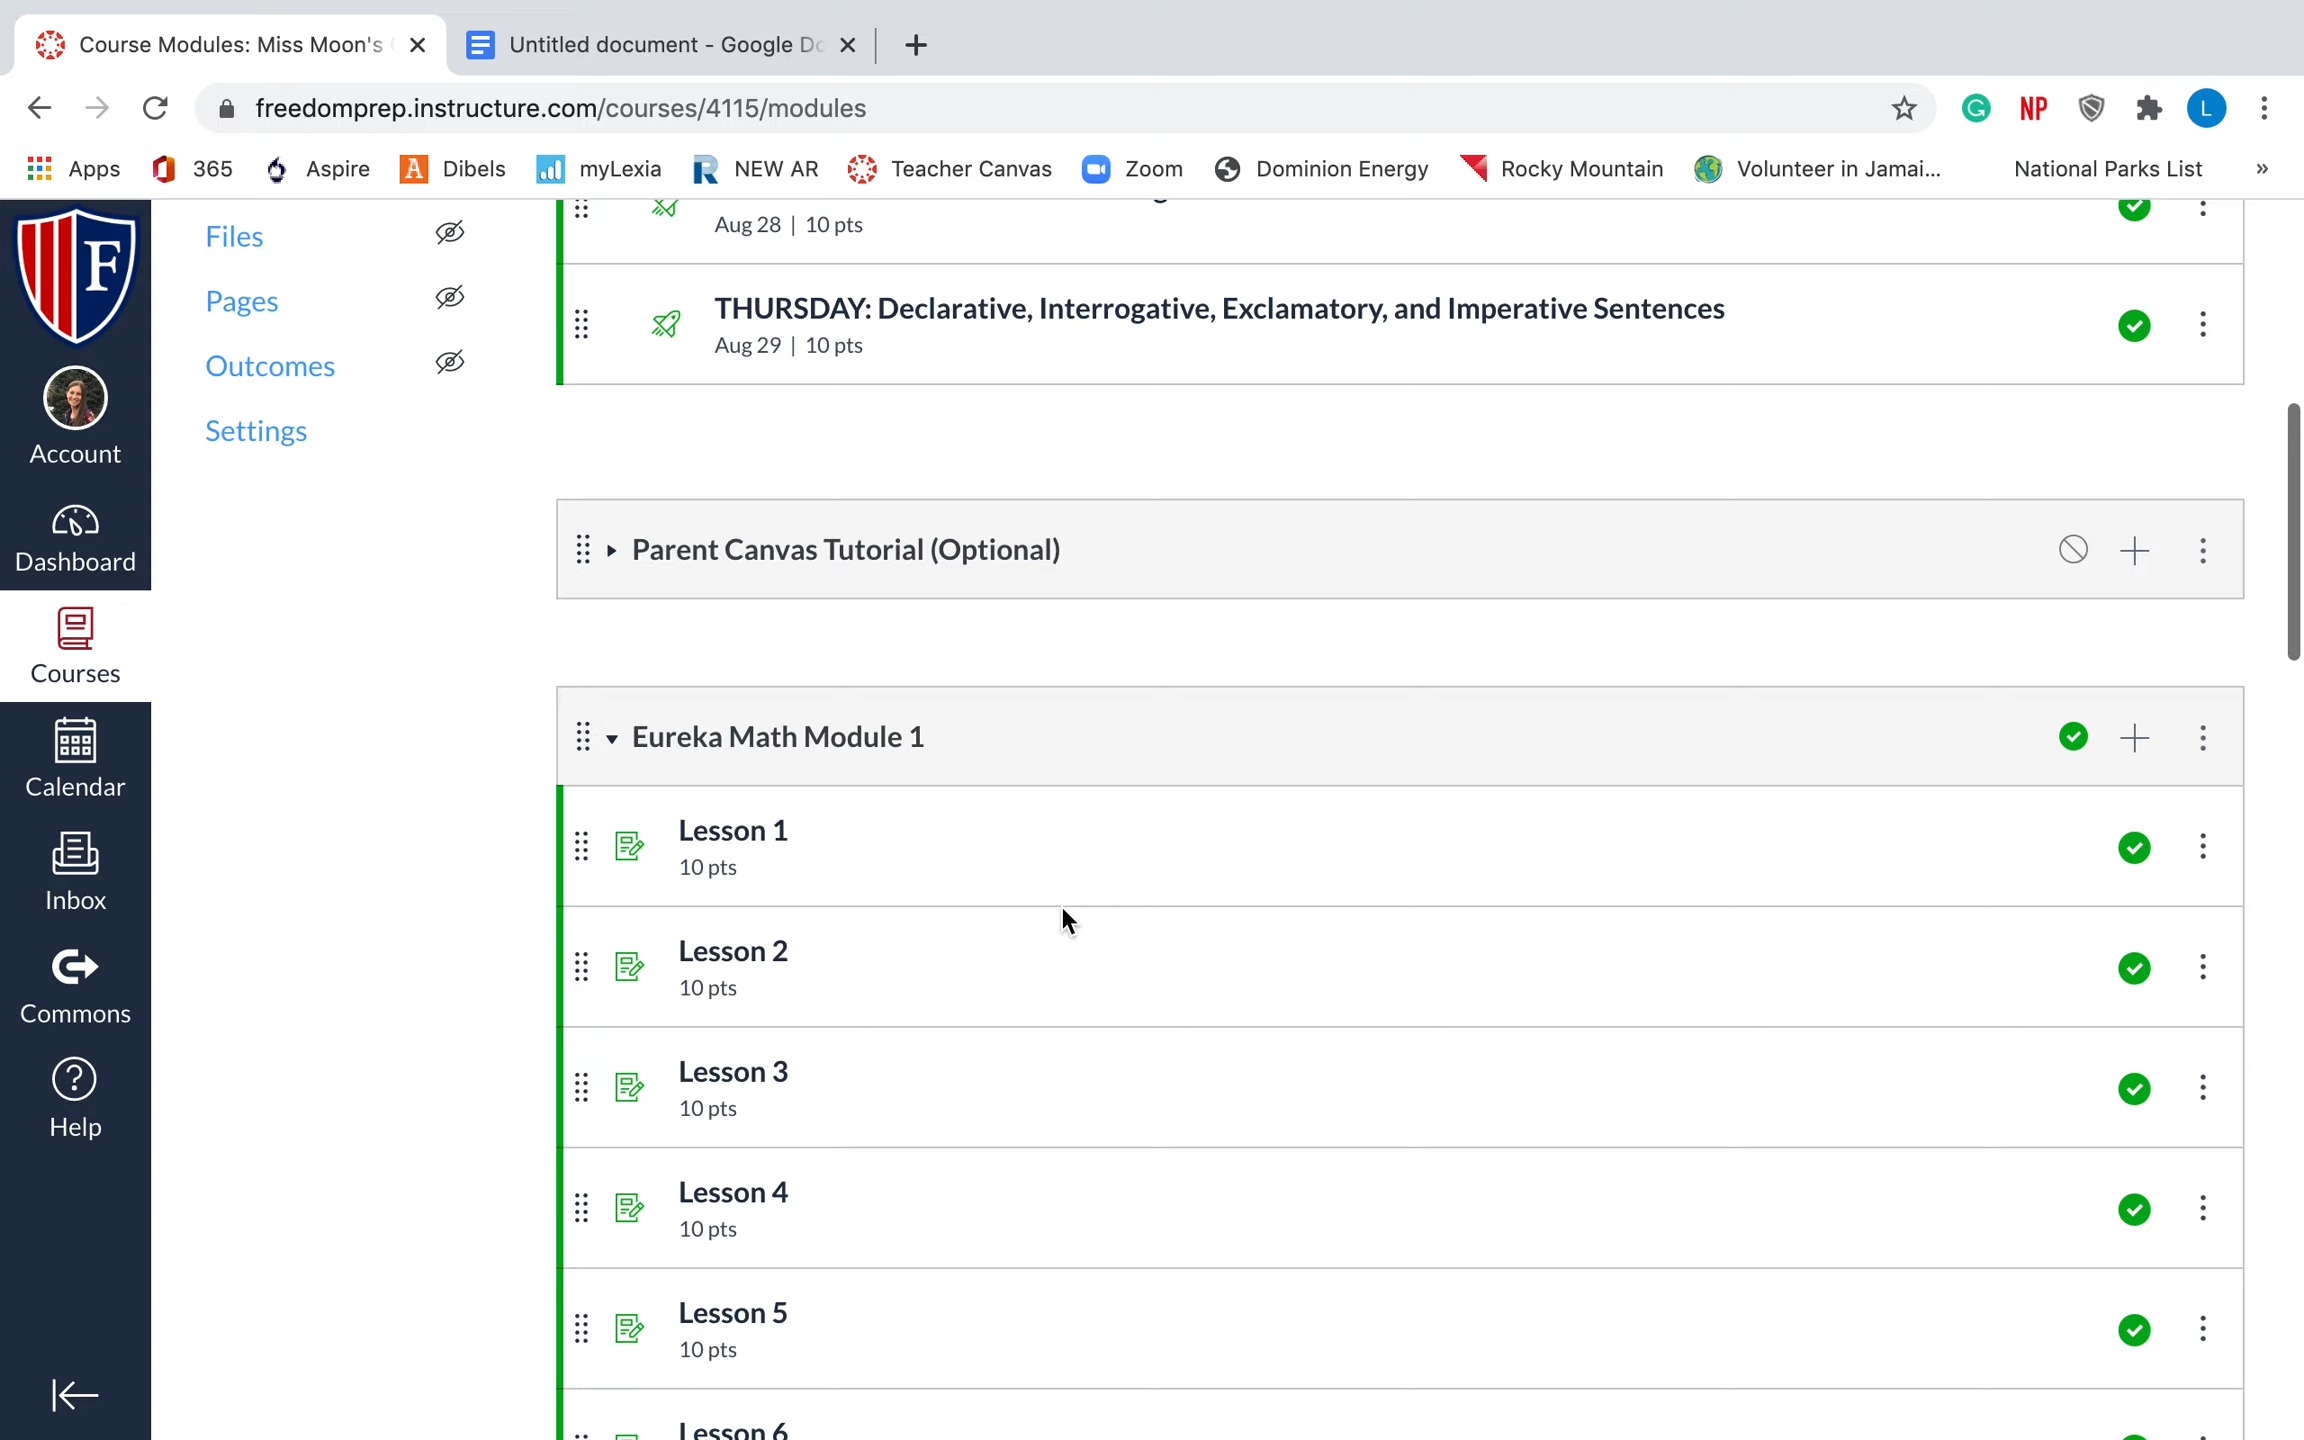 Course Modules: Miss Moon's
Untitled document - Google Do
freedomprep.instructure.com/courses/4115/modules
NP
L
Apps
365
Aspire
Dibels
myLexia
NEW AR
Teacher Canvas
Zoom
Dominion Energy
Rocky Mountain
Volunteer in Jamai...
National Parks List
»
F
Account
Dashboard
Courses
Calendar
Inbox
Commons
Help
Files
Pages
Outcomes
Settings
Aug 28 | 10 pts
THURSDAY: Declarative, Interrogative, Exclamatory, and Imperative Sentences
Aug 29 | 10 pts
Parent Canvas Tutorial (Optional)
Eureka Math Module 1
Lesson 1
10 pts
Lesson 2
10 pts
Lesson 3
10 pts
Lesson 4
10 pts
Lesson 5
10 pts
Lesson 6